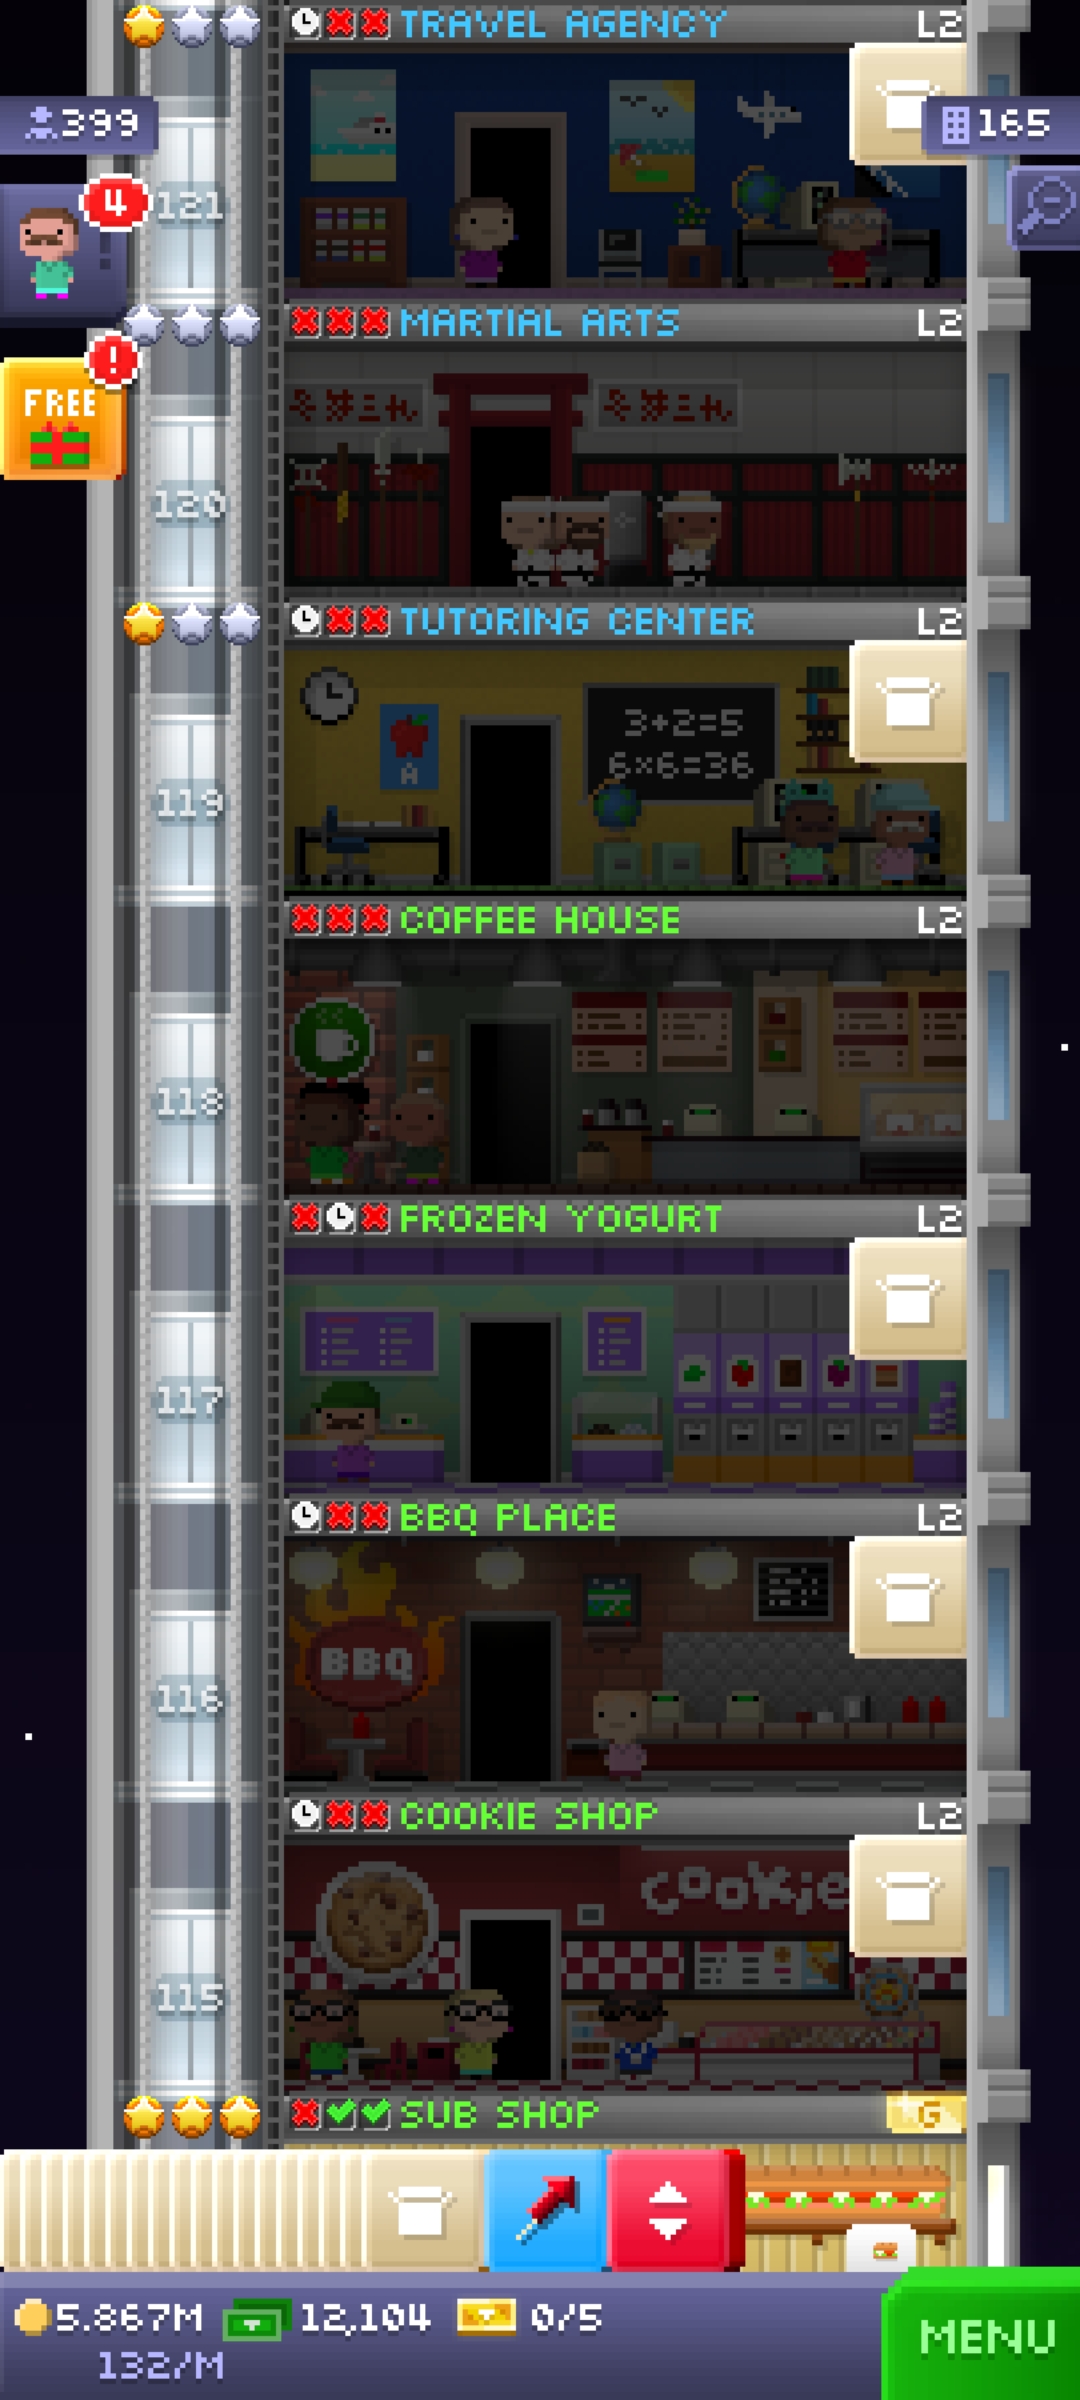 TRAVEL AGENCY L2
399
165
4
121
!
FREE
MARTIAL ARTS L2
120
TUTORING CENTER L2
3+2=5
6×6=36
A
119
COFFEE HOUSE L2
118
FROZEN YOGURT L2
117
BBQ PLACE L2
BBQ
116
COOKIE SHOP L2
cookie
115
SUB SHOP G
5.867M 12,104 0/5
132/M
MENU